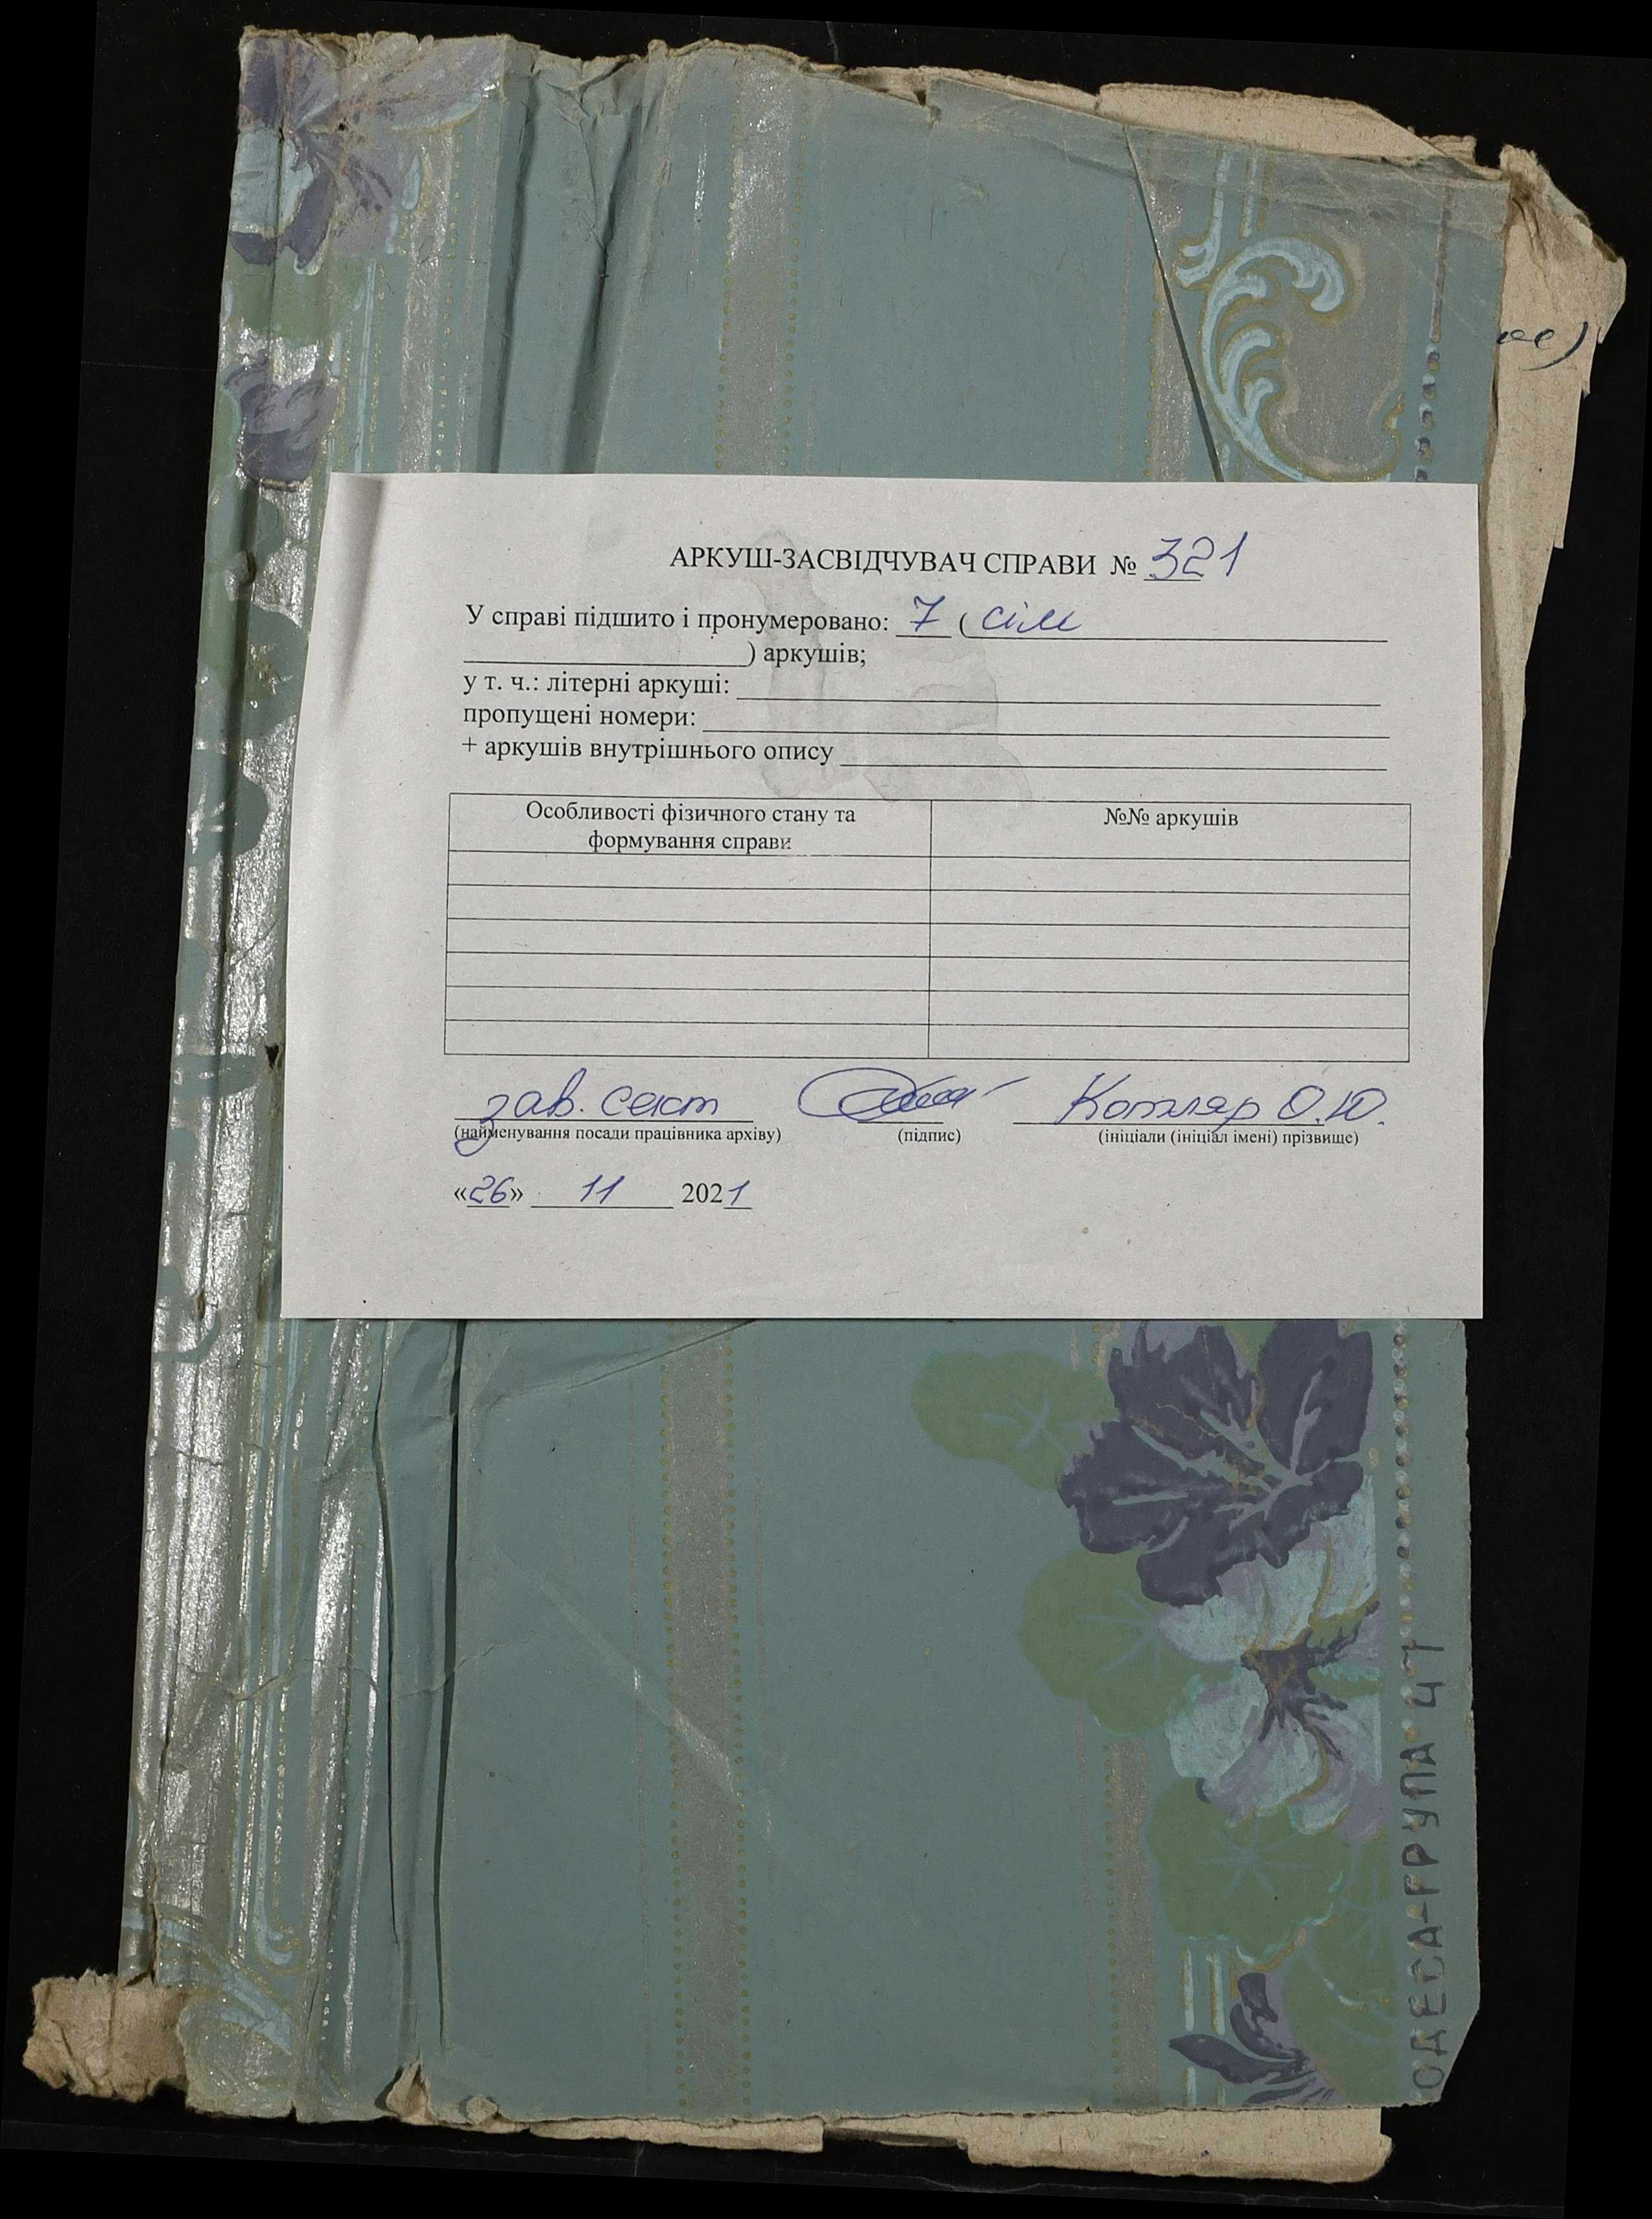 АРКУШ-ЗАСВІДЧУВАЧ СПРАВИ № 321
У справі підшито і пронумеровано: 7 ( сім
) аркушів;
у т. ч.: літерні аркуші:
пропущені номери:
+ аркушів внутрішнього опису
Особливості фізичного стану та
формування справи
№№ аркушів
зав. сект Котляр О.Ю.
(найменування посади працівника архіву) (підпис) (ініціали (ініціал імені) прізвище)
«26» 11 2021
ОДЕСА-ГРУПА 47